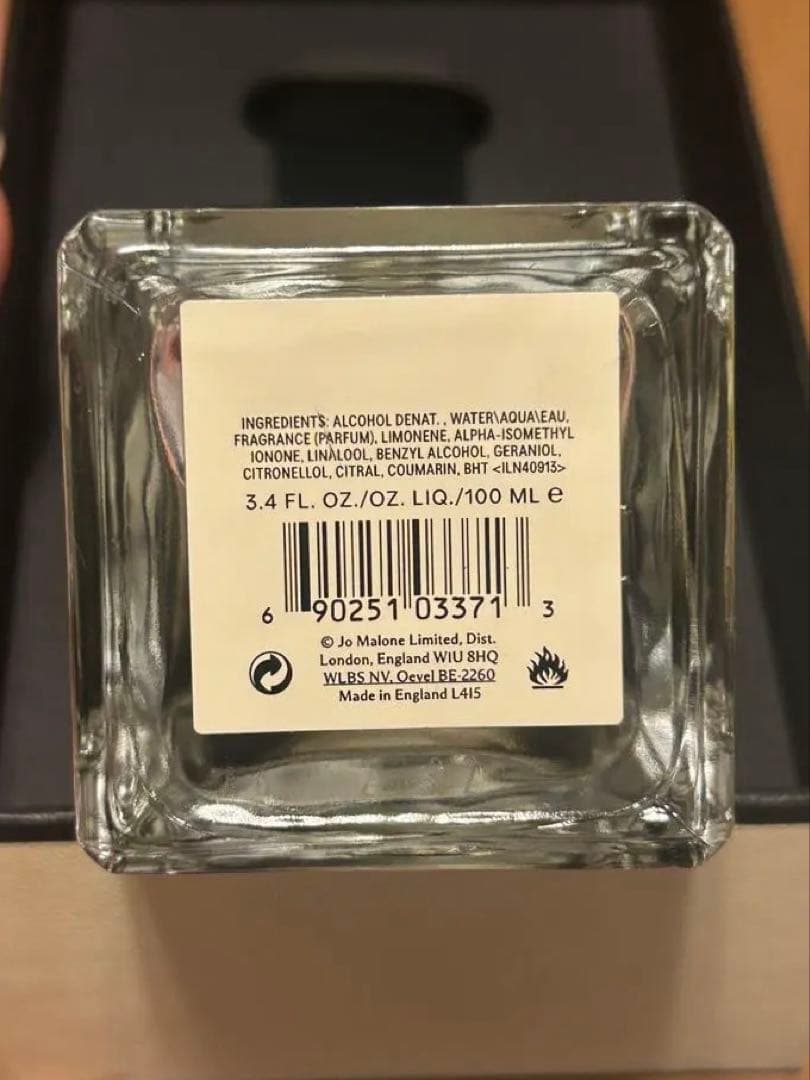 INGREDIENTS: ALCOHOL DENAT. , WATER\AQUA\EAU,
FRAGRANCE (PARFUM), LIMONENE, ALPHA-ISOMETHYL
IONONE, LINALOOL, BENZYL ALCOHOL, GERANIOL,
CITRONELLOL, CITRAL, COUMARIN, BHT <ILN40913>
3.4 FL. OZ./OZ. LIQ./100 ML e
6 90251 03371 3
© Jo Malone Limited, Dist.
London, England W1U 8HQ
WLBS NV, Oevel BE-2260
Made in England L415